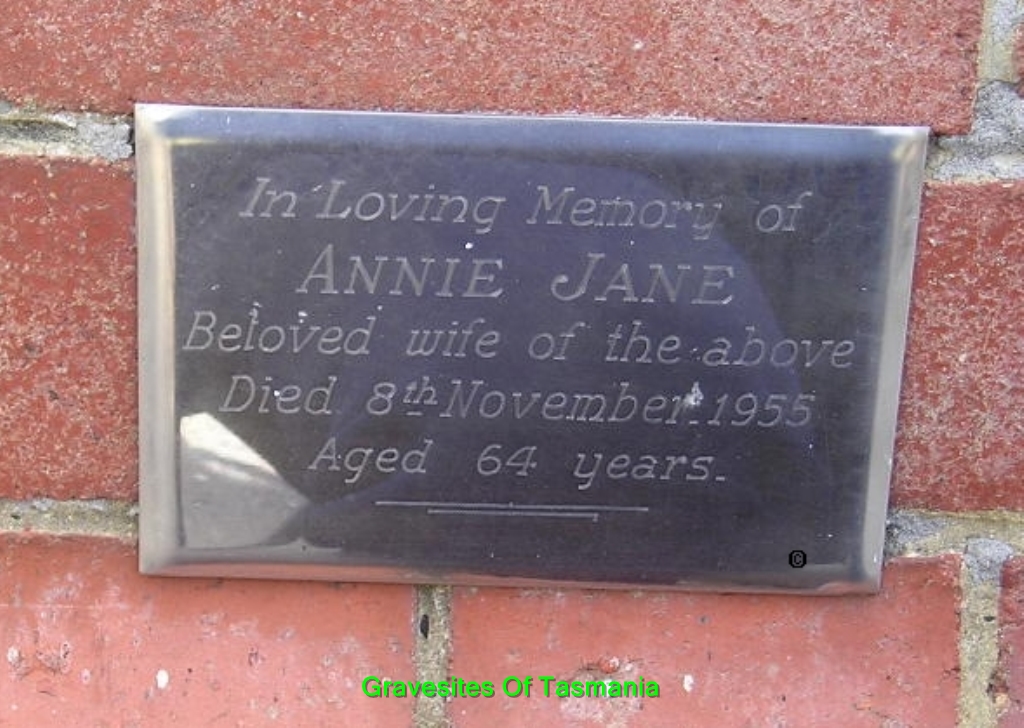 In Loving Memory of
ANNIE JANE
Beloved wife of the above
Died 8th November 1955
Aged 64 years.
©
Gravesites Of Tasmania